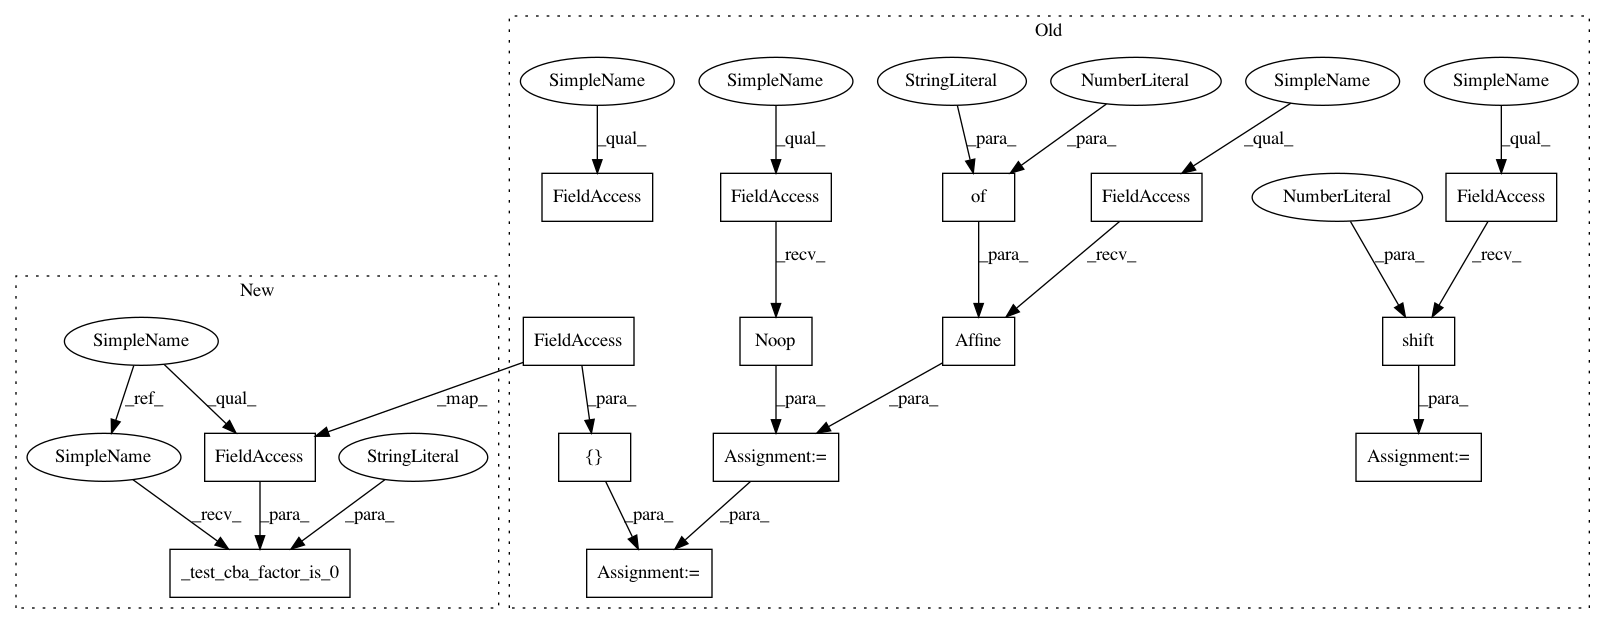 Old
SimpleName
SimpleName
StringLiteral
NumberLiteral
SimpleName
SimpleName
_qual_
_qual_
_para_
_para_
_qual_
_qual_
FieldAccess
FieldAccess
of
FieldAccess
NumberLiteral
FieldAccess
_recv_
_para_
_recv_
_para_
_recv_
New
SimpleName
FieldAccess
Noop
Affine
shift
_ref_
_qual_
_map_
_para_
_para_
_para_
_para_
SimpleName
FieldAccess
StringLiteral
{}
Assignment:=
Assignment:=
_recv_
_para_
_para_
_para_
_para_
_test_cba_factor_is_0
Assignment:=